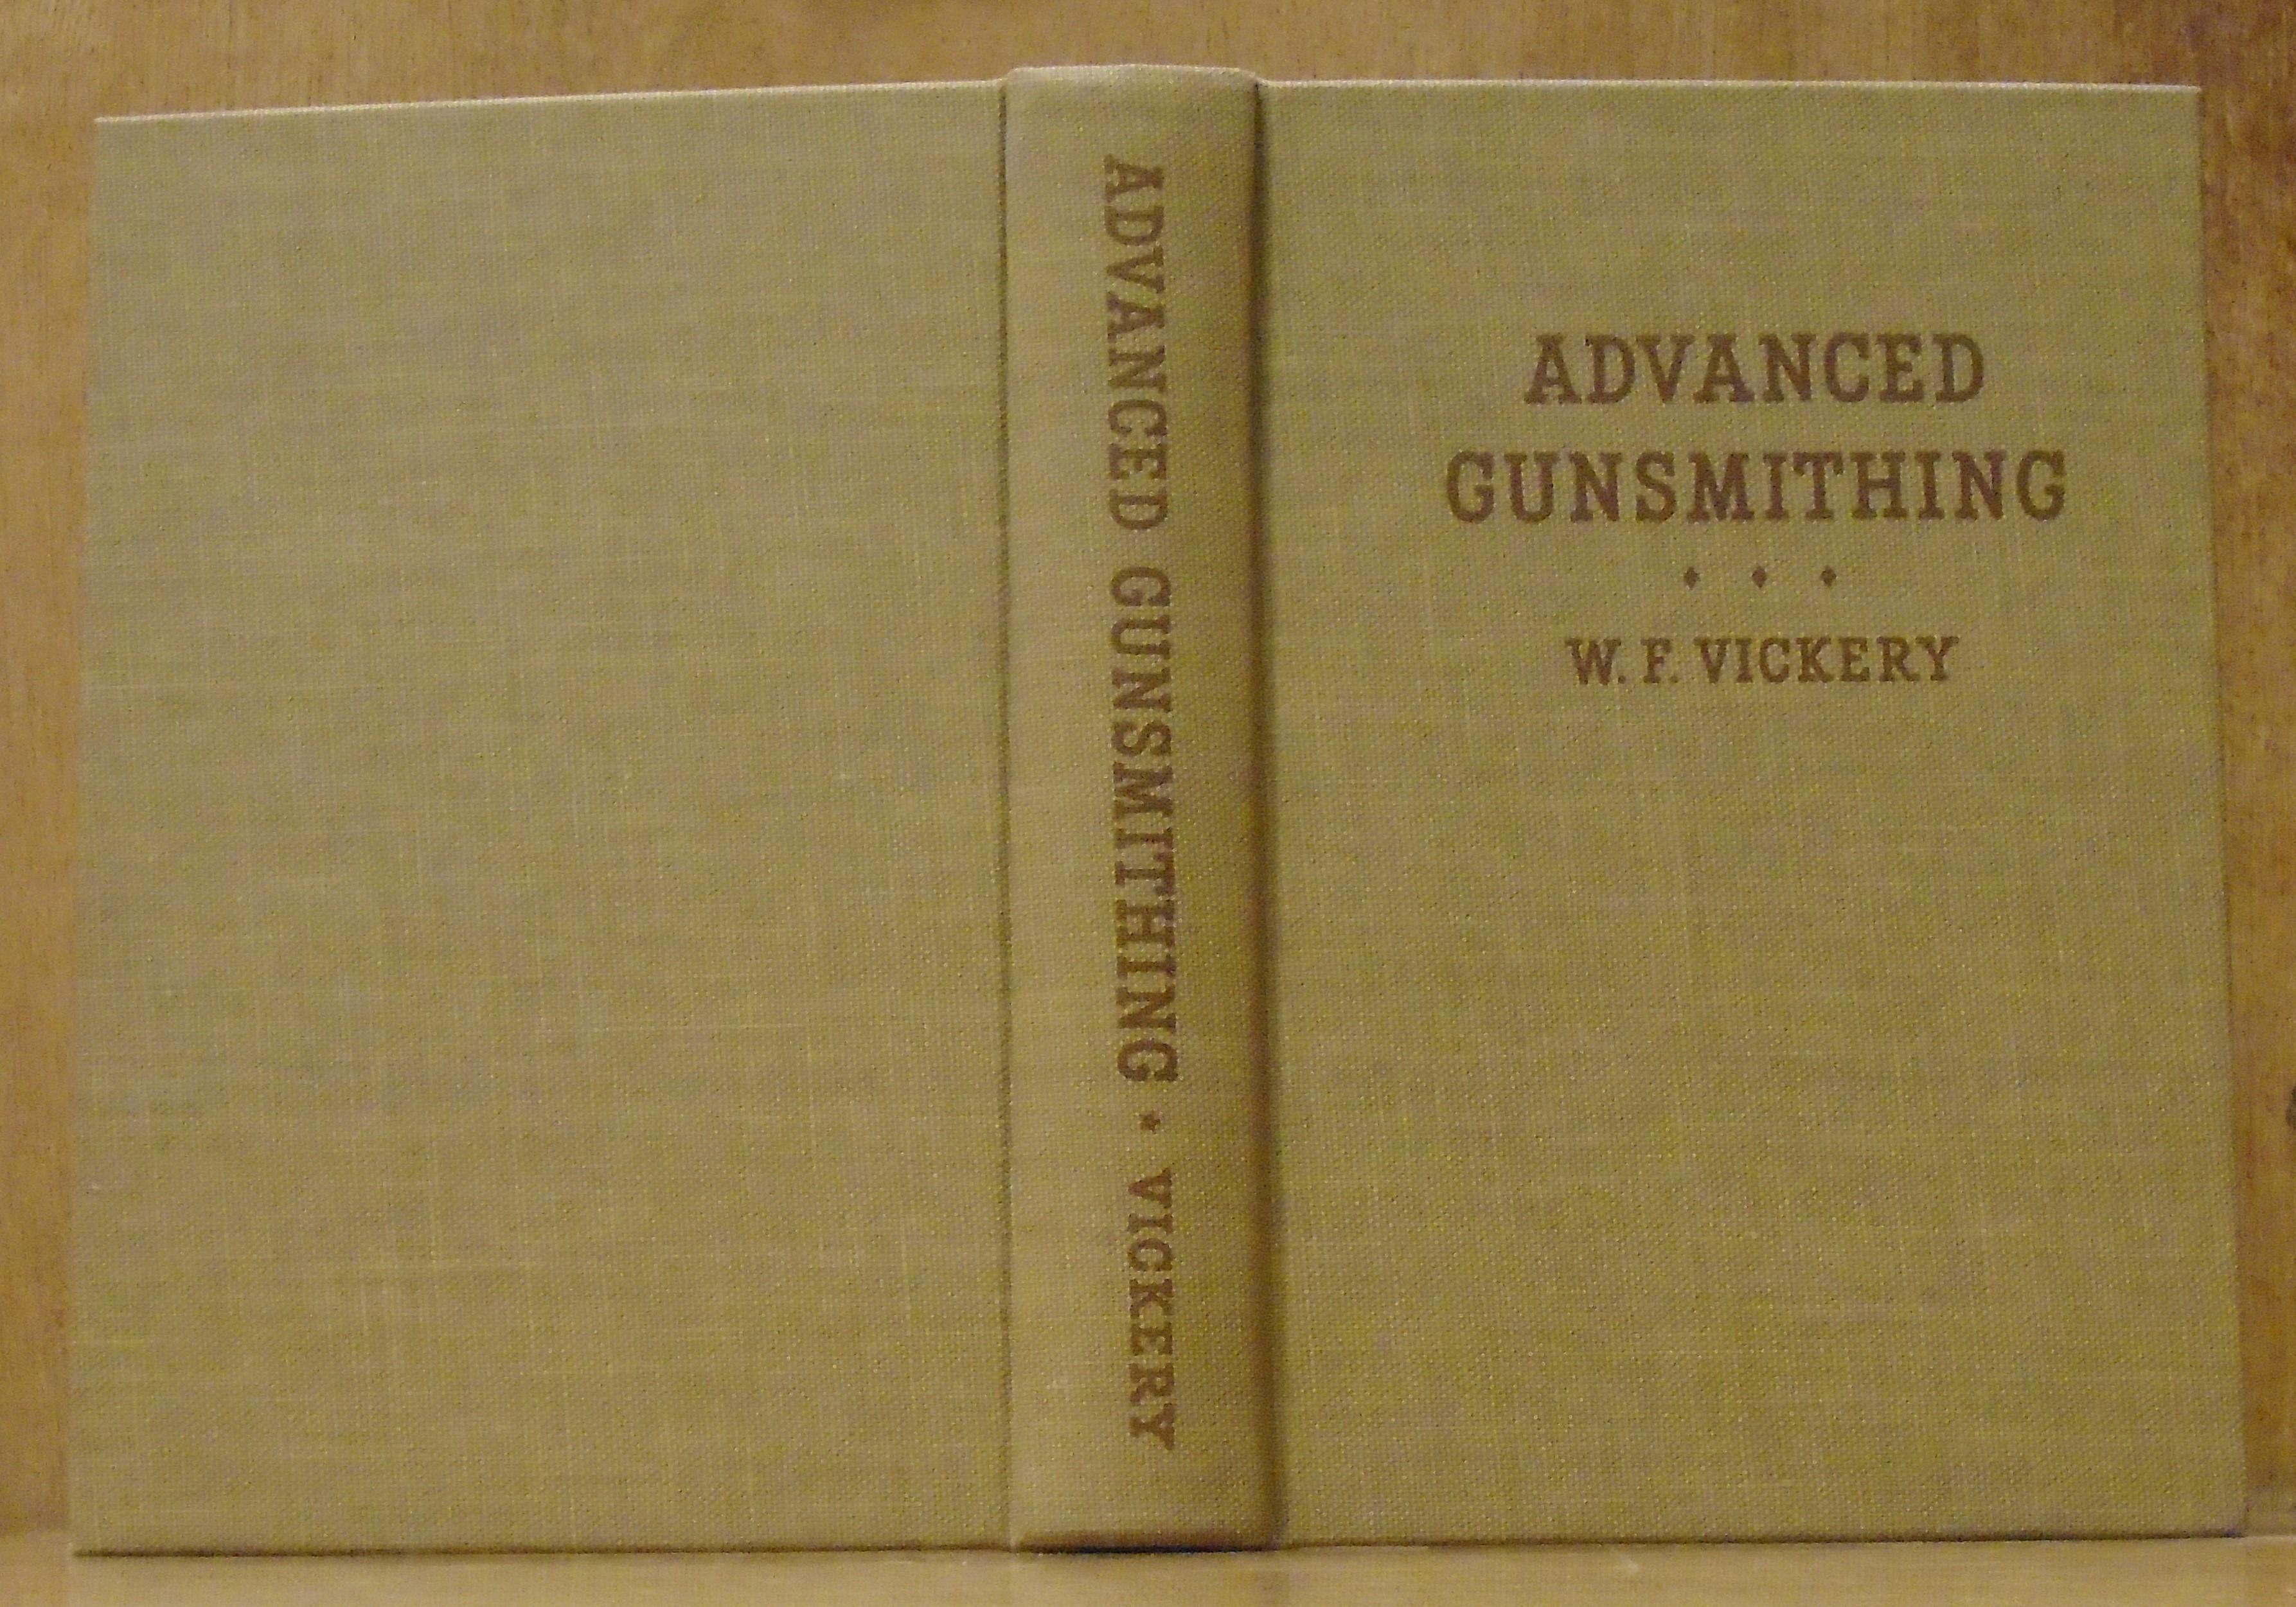 ADVANCED GUNSMITHING ♦ VICKERY
ADVANCED
GUNSMITHING
♦ ♦ ♦
W. F. VICKERY